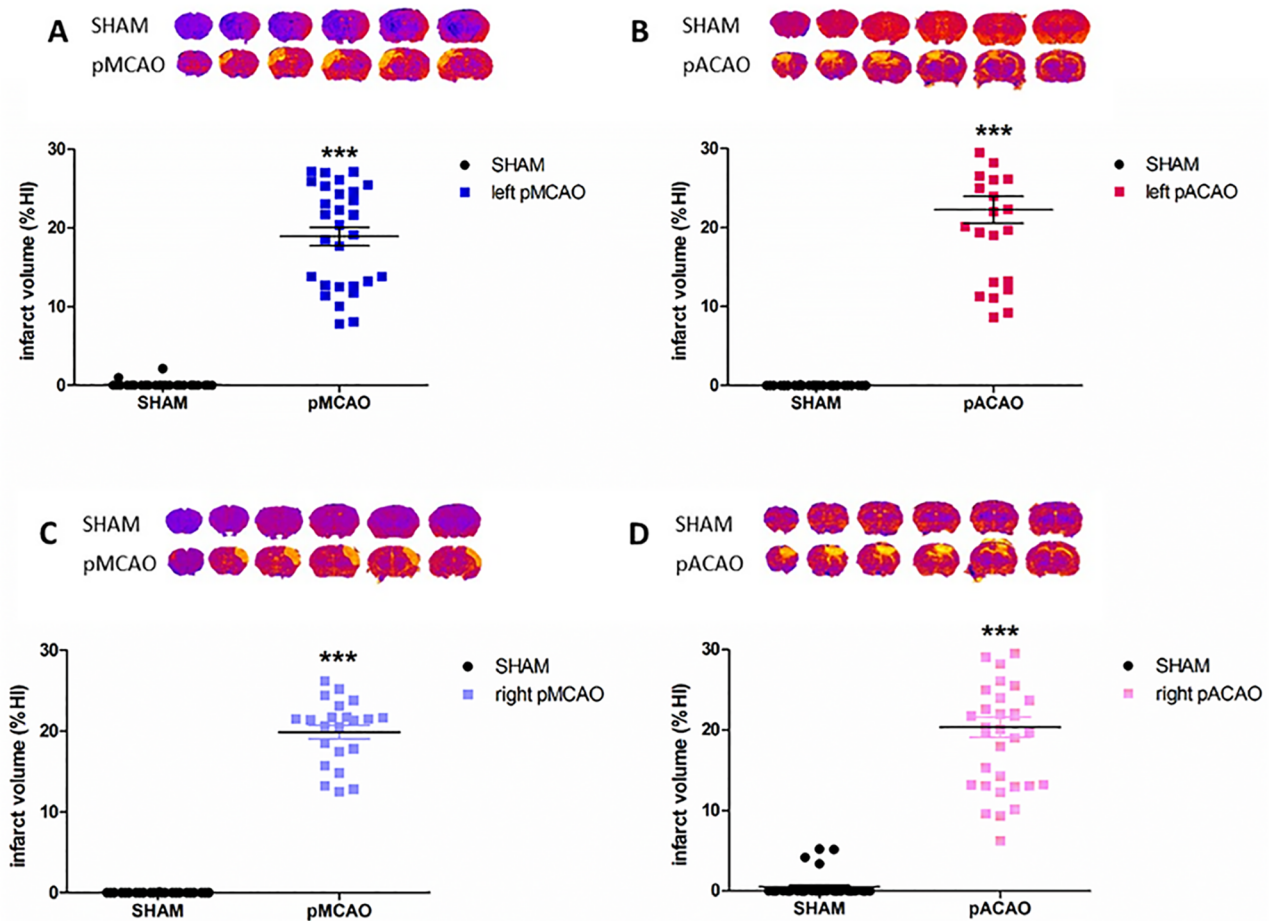 A
SHAM
pMCAO
***
30
20
10
0
infarct volume (%HI)
SHAM
pMCAO
SHAM
left pMCAO
B
SHAM
pACAO
***
30
20
10
0
infarct volume (%HI)
SHAM
pACAO
SHAM
left pACAO
C
SHAM
pMCAO
***
30
20
10
0
infarct volume (%HI)
SHAM
pMCAO
SHAM
right pMCAO
D
SHAM
pACAO
***
30
20
10
0
infarct volume (%HI)
SHAM
pACAO
SHAM
right pACAO